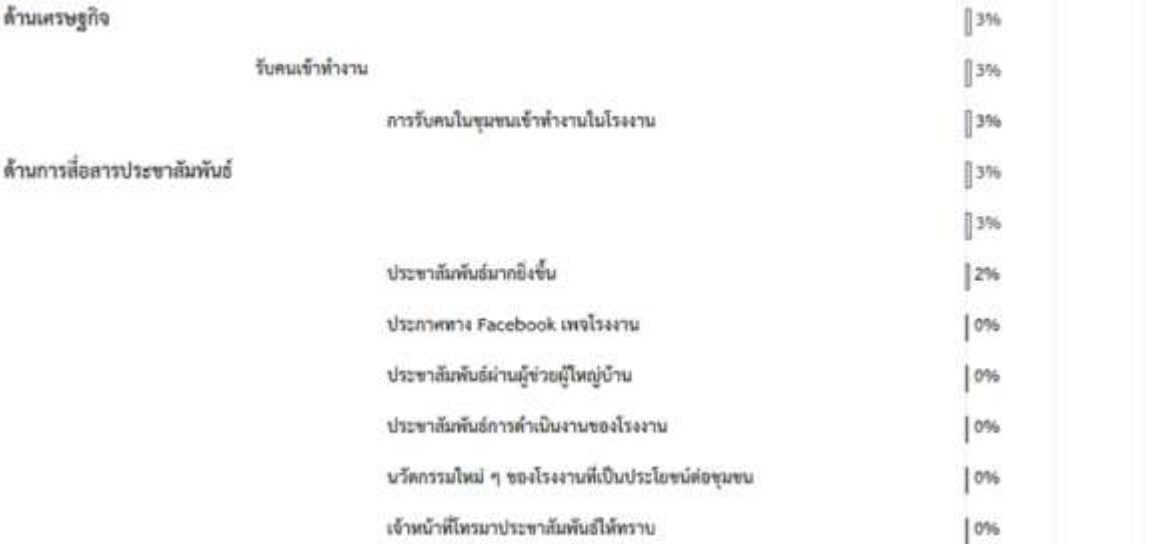 ด้านเศรษฐกิจ 3%
รับคนเข้าทำงาน 3%
การรับคนในชุมชนเข้าทำงานในโรงงาน 3%
ด้านการสื่อสารประชาสัมพันธ์ 3%
3%
ประชาสัมพันธ์มากยิ่งขึ้น 2%
ประกาศทาง Facebook เพจโรงงาน 0%
ประชาสัมพันธ์ผ่านผู้ช่วยผู้ใหญ่บ้าน 0%
ประชาสัมพันธ์การดำเนินงานของโรงงาน 0%
นวัตกรรมใหม่ ๆ ของโรงงานที่เป็นประโยชน์ต่อชุมชน 0%
เจ้าหน้าที่โทรมาประชาสัมพันธ์ให้ทราบ 0%